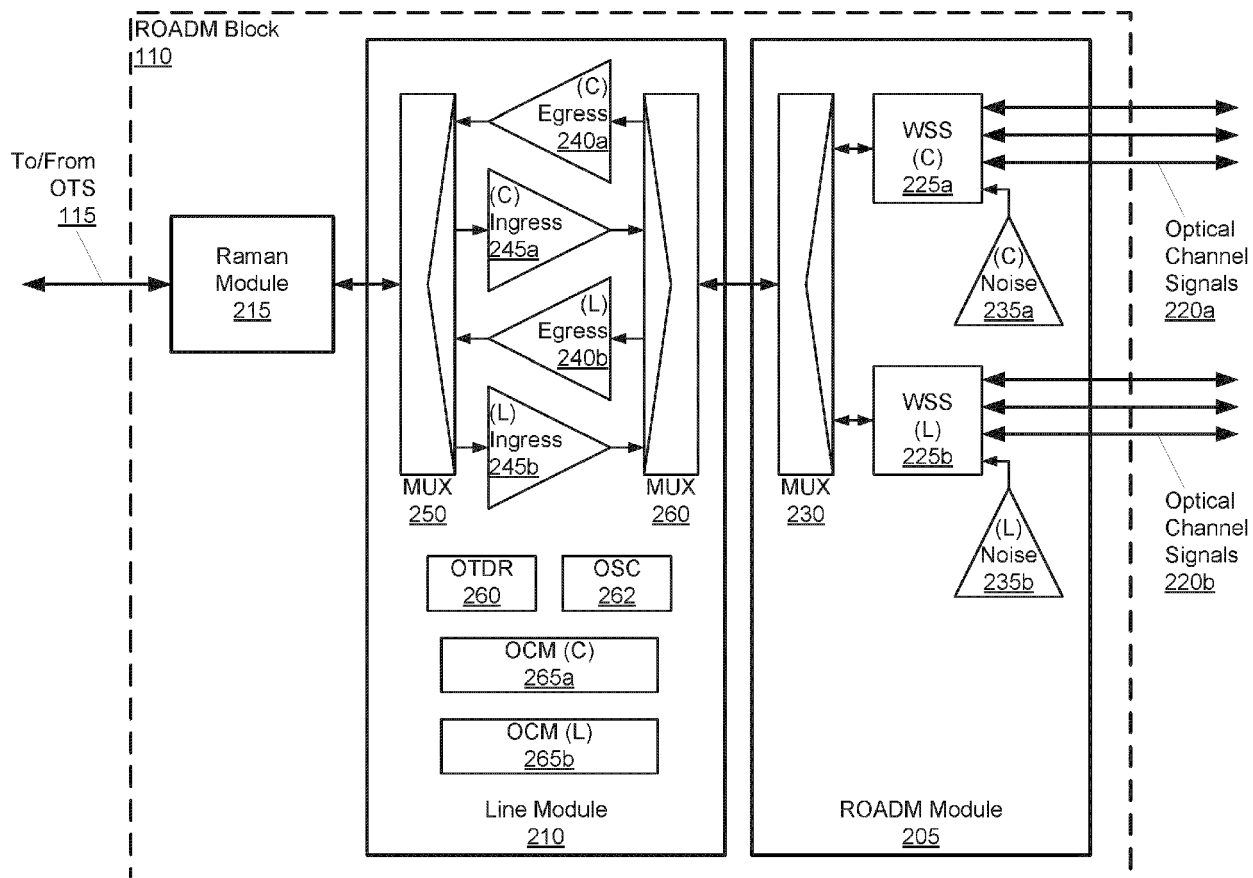 ROADM Block
110
To/From
OTS
115
Raman
Module
215
(C)
Egress
240a
(C)
Ingress
245a
(L)
Egress
240b
(L)
Ingress
245b
MUX
250
MUX
260
OTDR
260
OSC
262
OCM (C)
265a
OCM (L)
265b
Line Module
210
MUX
230
WSS
(C)
225a
(C)
Noise
235a
WSS
(L)
225b
(L)
Noise
235b
ROADM Module
205
Optical
Channel
Signals
220a
Optical
Channel
Signals
220b